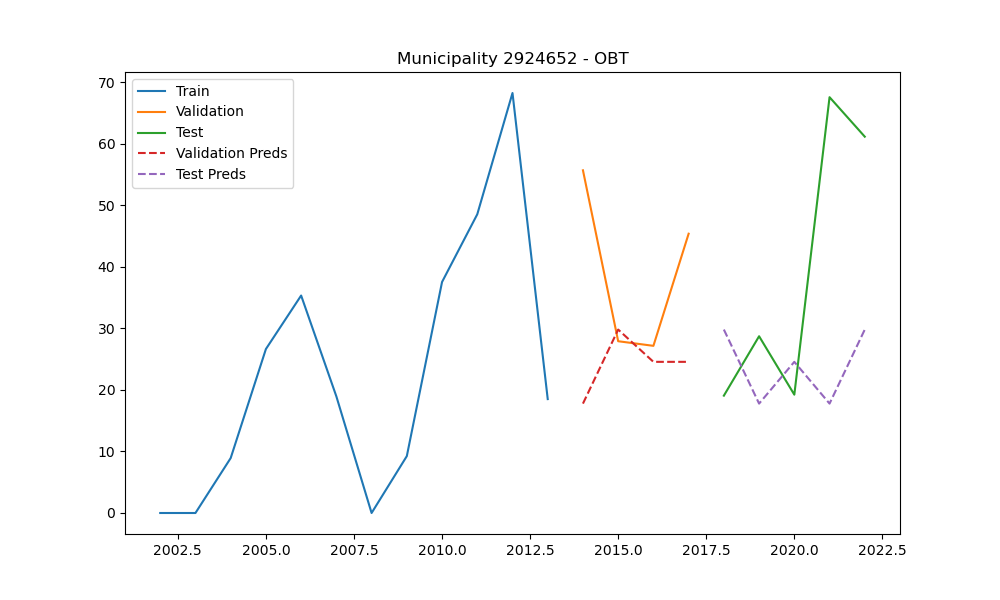 Municipality 2924652 - OBT
Train
Validation
Test
Validation Preds
Test Preds
70
60
50
40
30
20
10
0
2002.5 2005.0 2007.5 2010.0 2012.5 2015.0 2017.5 2020.0 2022.5